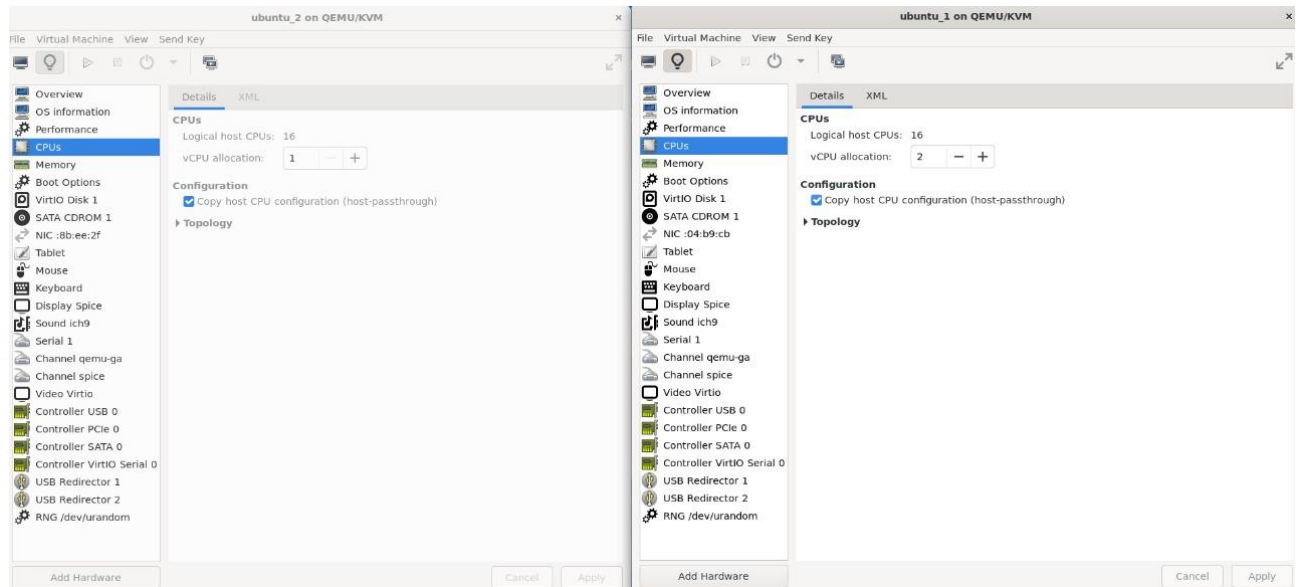 ubuntu_2 on QEMU/KVM
File Virtual Machine View Send Key
Overview
OS information
Performance
CPUs
Memory
Boot Options
VirtIO Disk 1
SATA CDROM 1
NIC :8b:ee:2f
Tablet
Mouse
Keyboard
Display Spice
Sound ich9
Serial 1
Channel qemu-ga
Channel spice
Video Virtio
Controller USB 0
Controller PCIe 0
Controller SATA 0
Controller VirtIO Serial 0
USB Redirector 1
USB Redirector 2
RNG /dev/urandom
Add Hardware
Details XML
CPUs
Logical host CPUs: 16
vCPU allocation: 1 − +
Configuration
Copy host CPU configuration (host-passthrough)
Topology
Cancel Apply
ubuntu_1 on QEMU/KVM
File Virtual Machine View Send Key
Overview
OS information
Performance
CPUs
Memory
Boot Options
VirtIO Disk 1
SATA CDROM 1
NIC :04:b9:cb
Tablet
Mouse
Keyboard
Display Spice
Sound ich9
Serial 1
Channel qemu-ga
Channel spice
Video Virtio
Controller USB 0
Controller PCIe 0
Controller SATA 0
Controller VirtIO Serial 0
USB Redirector 1
USB Redirector 2
RNG /dev/urandom
Add Hardware
Details XML
CPUs
Logical host CPUs: 16
vCPU allocation: 2 − +
Configuration
Copy host CPU configuration (host-passthrough)
Topology
Cancel Apply